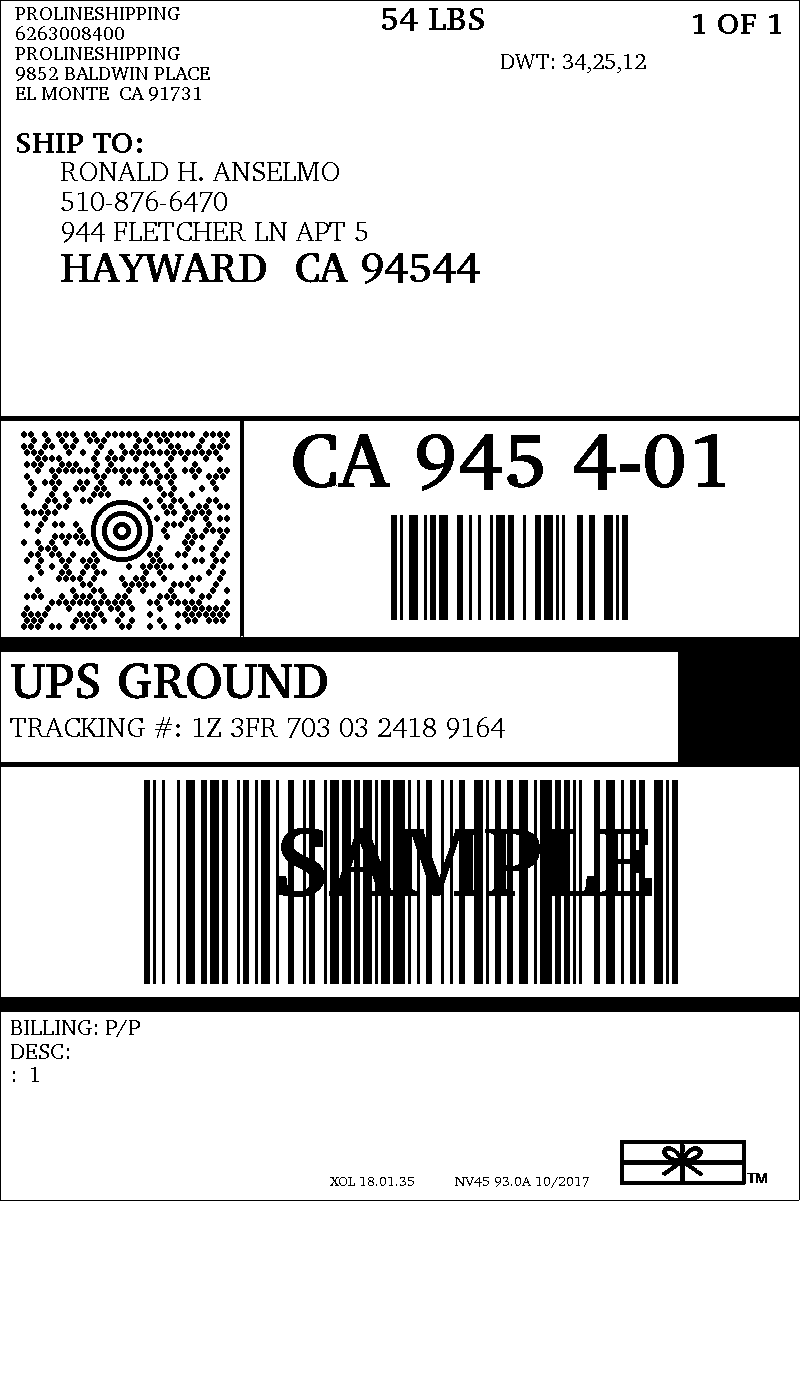 PROLINESHIPPING
6263008400
PROLINESHIPPING
9852 BALDWIN PLACE
EL MONTE  CA 91731
54 LBS
1 OF 1
DWT: 34,25,12
SHIP TO:
RONALD H. ANSELMO
510-876-6470
944 FLETCHER LN APT 5
HAYWARD  CA 94544
CA 945 4-01
UPS GROUND
TRACKING #: 1Z 3FR 703 03 2418 9164
SAMPLE
BILLING: P/P
DESC:
:  1
XOL 18.01.35
NV45 93.0A 10/2017
TM